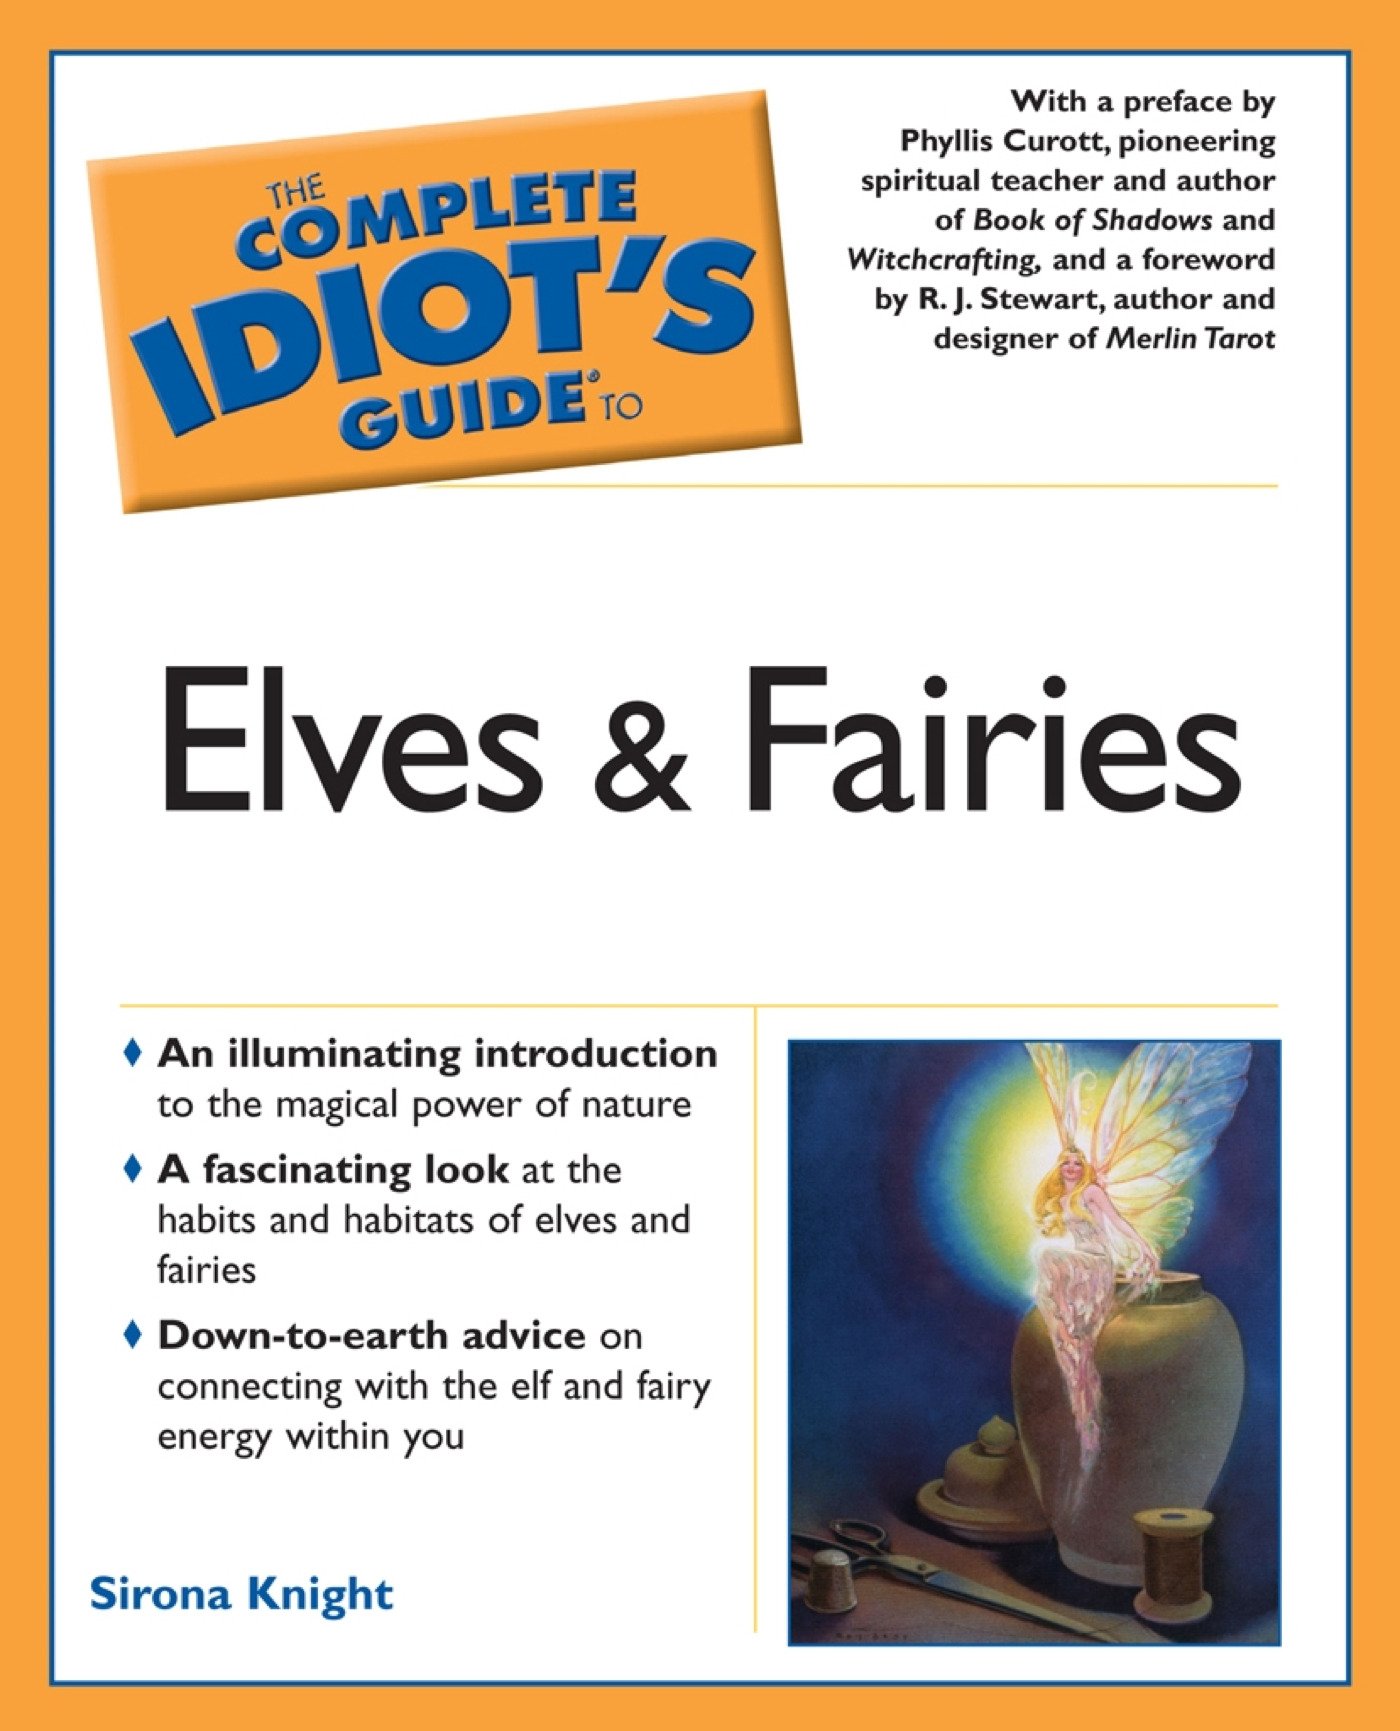 THE
COMPLETE
IDIOT'S
GUIDE® TO
With a preface by
Phyllis Curott, pioneering
spiritual teacher and author
of Book of Shadows and
Witchcrafting, and a foreword
by R. J. Stewart, author and
designer of Merlin Tarot
Elves & Fairies
♦ An illuminating introduction
to the magical power of nature
♦ A fascinating look at the
habits and habitats of elves and
fairies
♦ Down-to-earth advice on
connecting with the elf and fairy
energy within you
Sirona Knight